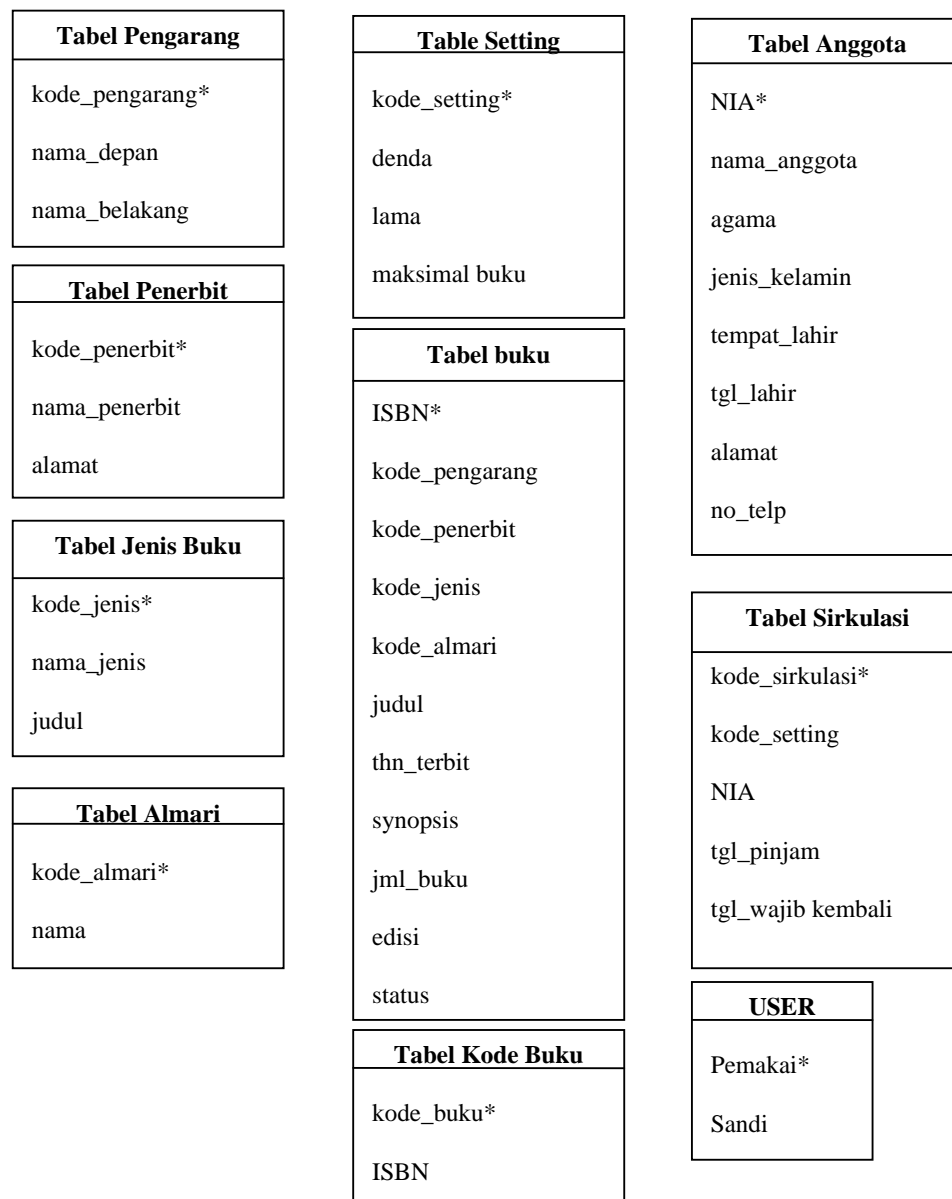 Tabel Pengarang
kode_pengarang*
nama_depan
nama_belakang
Tabel Penerbit
kode_penerbit*
nama_penerbit
alamat
Tabel Jenis Buku
kode_jenis*
nama_jenis
judul
Tabel Almari
kode_almari*
nama
Table Setting
kode_setting*
denda
lama
maksimal buku
Tabel buku
ISBN*
kode_pengarang
kode_penerbit
kode_jenis
kode_almari
judul
thn_terbit
synopsis
jml_buku
edisi
status
Tabel Kode Buku
kode_buku*
ISBN
Tabel Anggota
NIA*
nama_anggota
agama
jenis_kelamin
tempat_lahir
tgl_lahir
alamat
no_telp
Tabel Sirkulasi
kode_sirkulasi*
kode_setting
NIA
tgl_pinjam
tgl_wajib kembali
USER
Pemakai*
Sandi